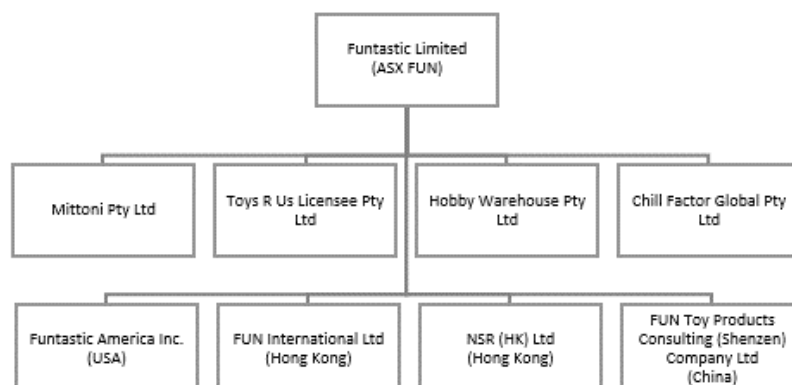 Funtastic Limited
(ASX FUN)
Mittoni Pty Ltd
Toys R Us Licensee Pty
Ltd
Hobby Warehouse Pty
Ltd
Chill Factor Global Pty
Ltd
Funtastic America Inc.
(USA)
FUN International Ltd
(Hong Kong)
NSR (HK) Ltd
(Hong Kong)
FUN Toy Products
Consulting (Shenzen)
Company Ltd
(China)